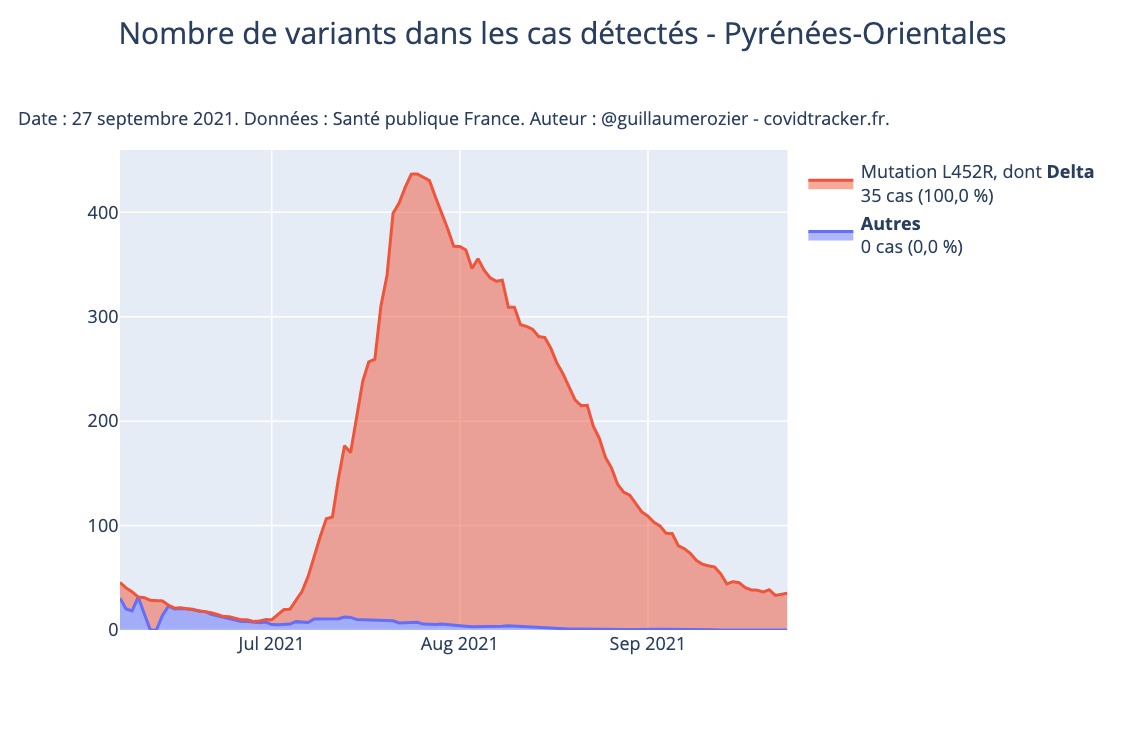 Nombre de variants dans les cas détectés - Pyrénées-Orientales
Date : 27 septembre 2021. Données : Santé publique France. Auteur : @guillaumerozier - covidtracker.fr.
Mutation L452R, dont Delta
35 cas (100,0 %)
Autres
0 cas (0,0 %)
400
300
200
100
0
Jul 2021
Aug 2021
Sep 2021